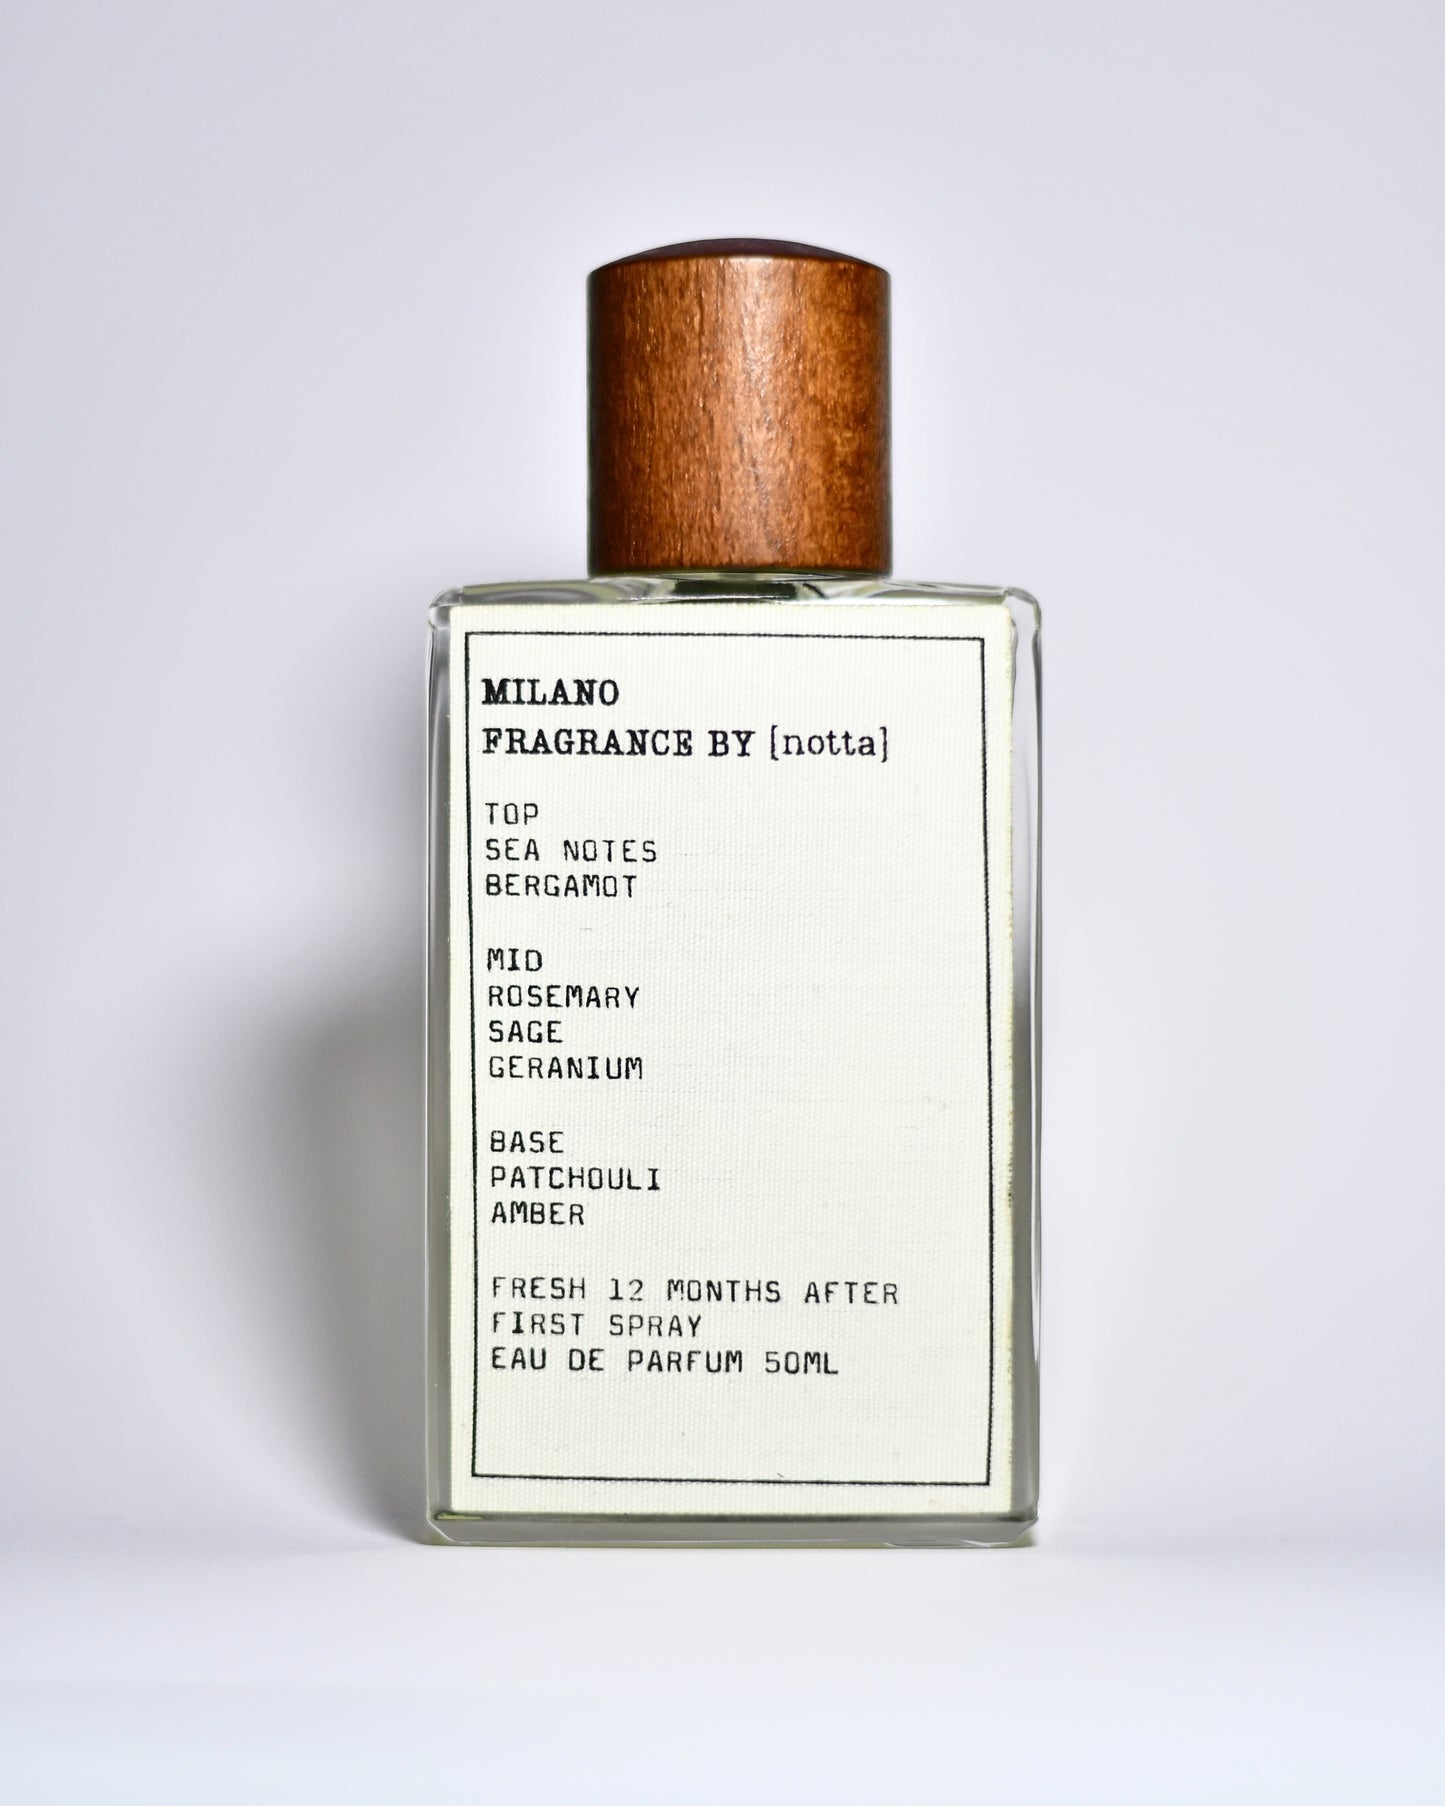 MILANO
FRAGRANCE BY [notta]
TOP
SEA NOTES
BERGAMOT
MID
ROSEMARY
SAGE
GERANIUM
BASE
PATCHOULI
AMBER
FRESH 12 MONTHS AFTER
FIRST SPRAY
EAU DE PARFUM 50ML